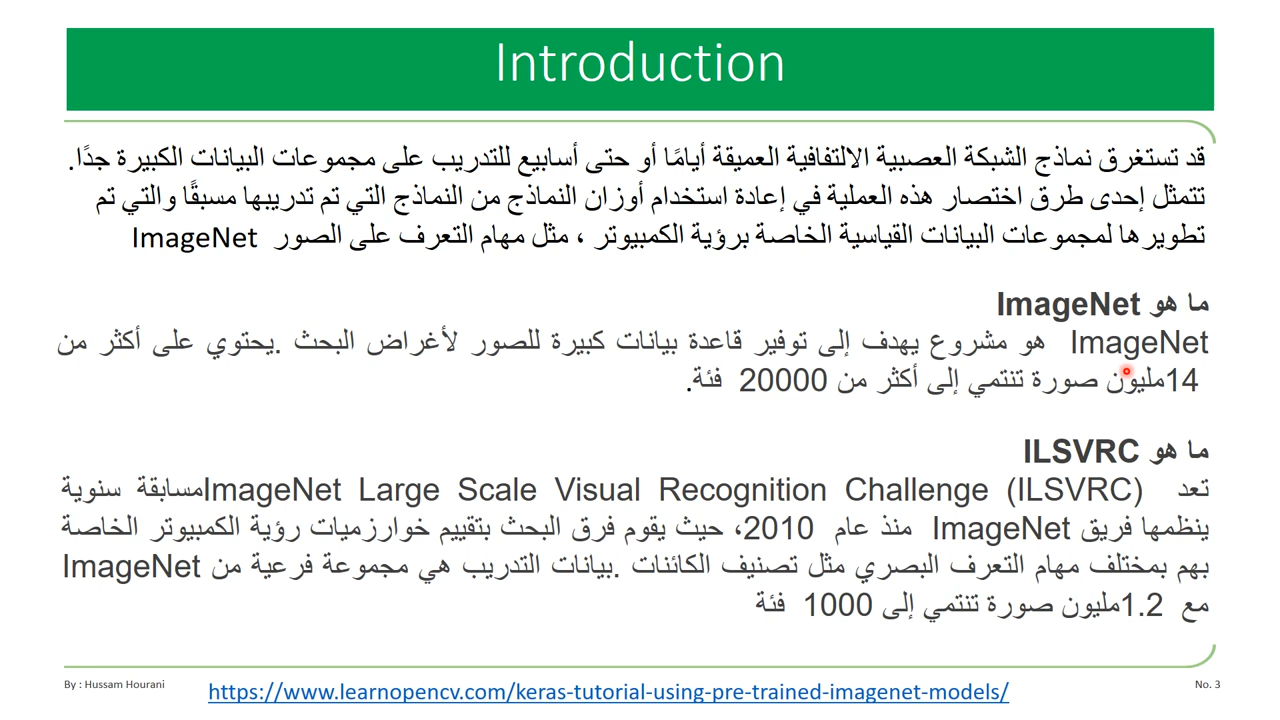 Introduction
قد تستغرق نماذج الشبكة العصبية الالتفافية العميقة أيامًا أو حتى أسابيع للتدريب على مجموعات البيانات الكبيرة جدًا.
تتمثل إحدى طرق اختصار هذه العملية في إعادة استخدام أوزان النماذج من النماذج التي تم تدريبها مسبقًا والتي تم
تطويرها لمجموعات البيانات القياسية الخاصة برؤية الكمبيوتر ، مثل مهام التعرف على الصور ImageNet
ما هو ImageNet
ImageNet هو مشروع يهدف إلى توفير قاعدة بيانات كبيرة للصور لأغراض البحث .يحتوي على أكثر من
14مليون صورة تنتمي إلى أكثر من 20000 فئة.
ما هو ILSVRC
تعد ImageNet Large Scale Visual Recognition Challenge (ILSVRC)مسابقة سنوية
ينظمها فريق ImageNet منذ عام 2010، حيث يقوم فرق البحث بتقييم خوارزميات رؤية الكمبيوتر الخاصة
بهم بمختلف مهام التعرف البصري مثل تصنيف الكائنات .بيانات التدريب هي مجموعة فرعية من ImageNet
مع 1.2مليون صورة تنتمي إلى 1000 فئة
By : Hussam Hourani
https://www.learnopencv.com/keras-tutorial-using-pre-trained-imagenet-models/
No. 3